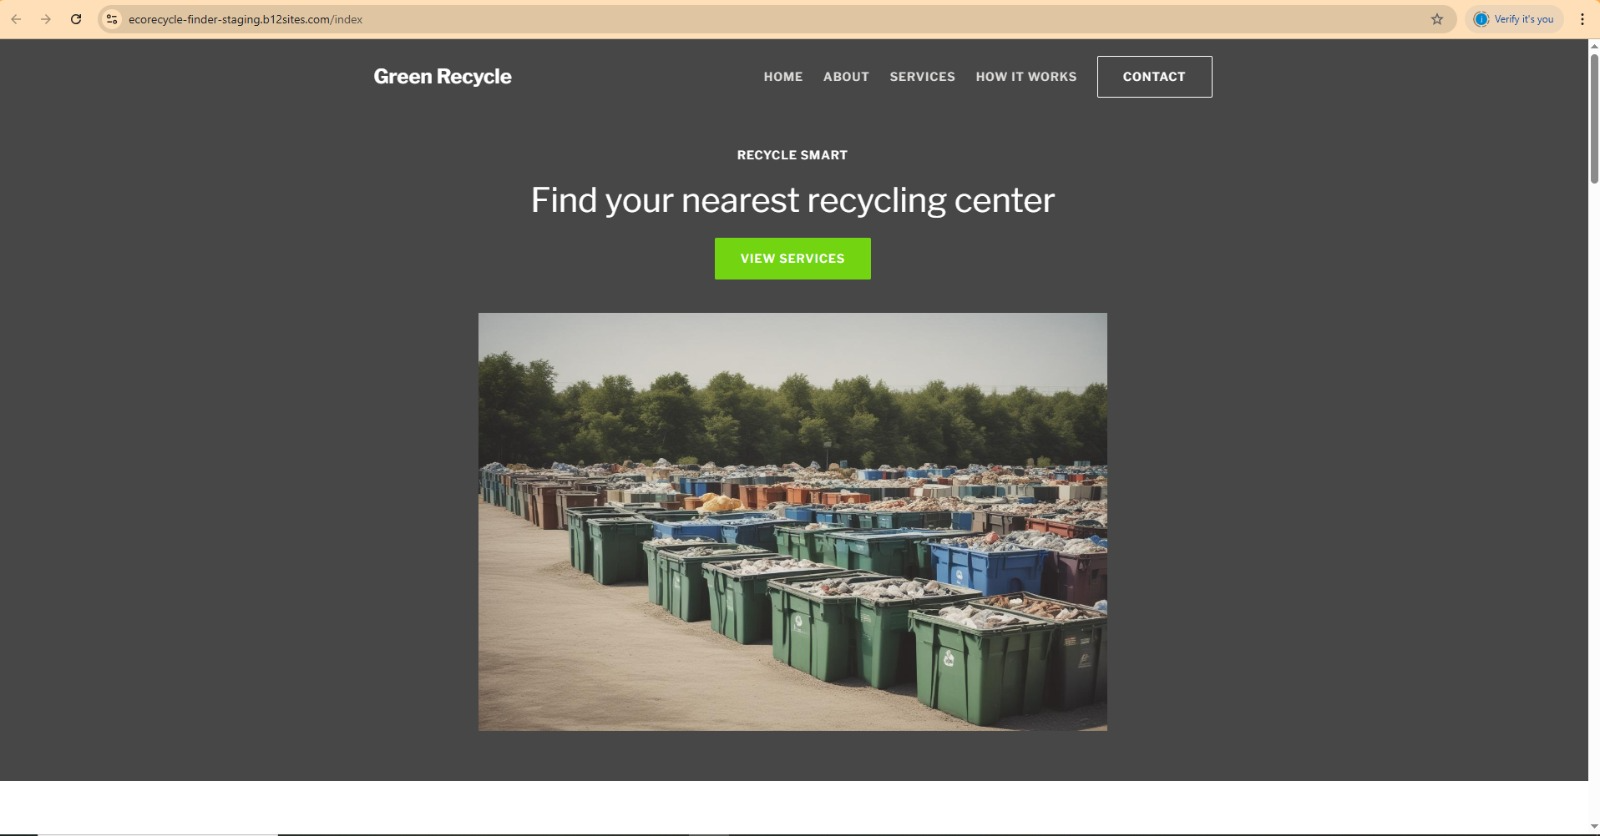 ecorecycle-finder-staging.b12sites.com/index
Verify it's you
Green Recycle
HOME ABOUT SERVICES HOW IT WORKS CONTACT
RECYCLE SMART
Find your nearest recycling center
VIEW SERVICES